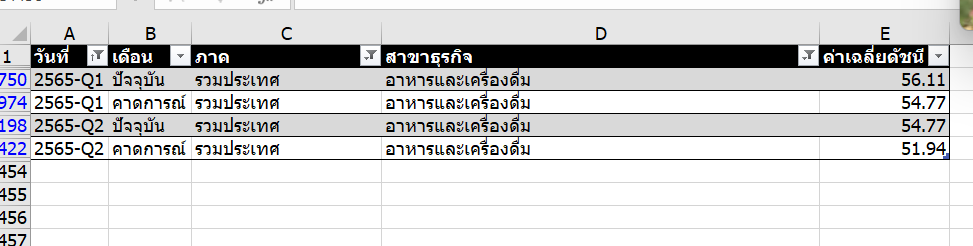 A B C D E
1 วันที่ เดือน ภาค สาขาธุรกิจ ค่าเฉลี่ยดัชนี
750 2565-Q1 ปัจจุบัน รวมประเทศ อาหารและเครื่องดื่ม 56.11
974 2565-Q1 คาดการณ์ รวมประเทศ อาหารและเครื่องดื่ม 54.77
198 2565-Q2 ปัจจุบัน รวมประเทศ อาหารและเครื่องดื่ม 54.77
422 2565-Q2 คาดการณ์ รวมประเทศ อาหารและเครื่องดื่ม 51.94
454
455
456
457